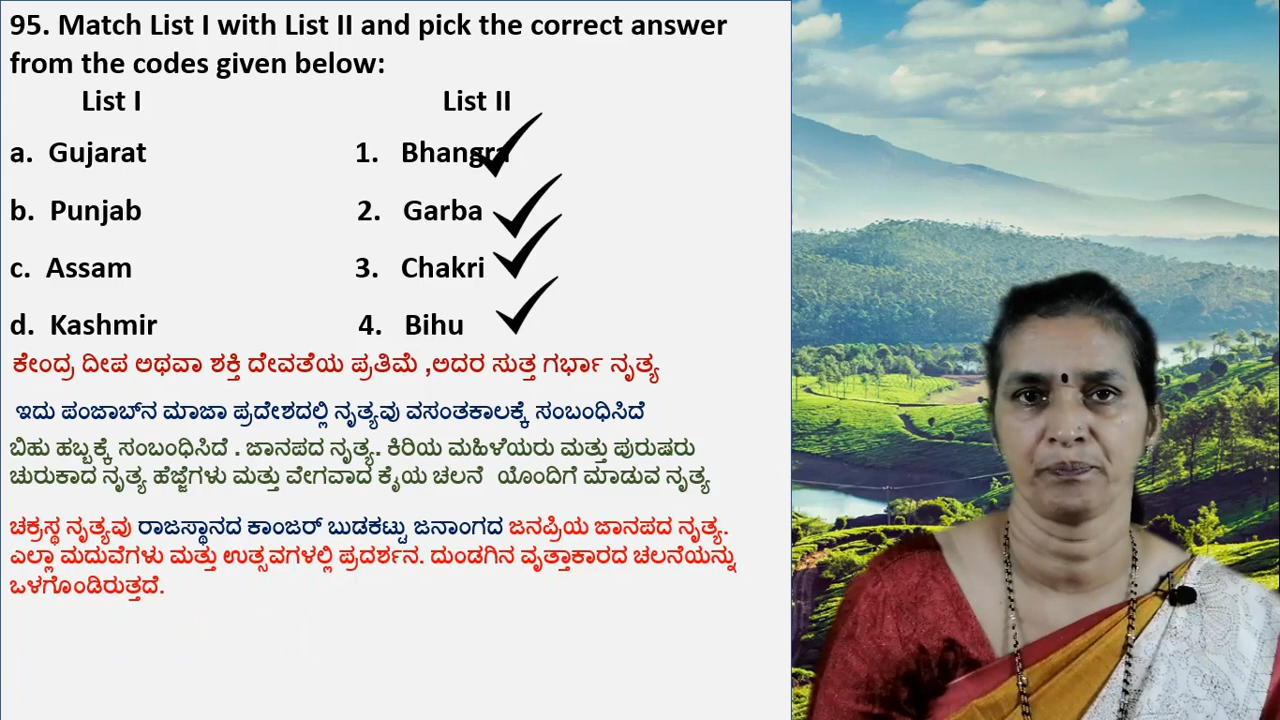 95. Match List I with List II and pick the correct answer
from the codes given below:
List I List II
a. Gujarat 1. Bhangra
b. Punjab 2. Garba
c. Assam 3. Chakri
d. Kashmir 4. Bihu
ಕೇಂದ್ರ ದೀಪ ಅಥವಾ ಶಕ್ತಿ ದೇವತೆಯ ಪ್ರತಿಮೆ ,ಅದರ ಸುತ್ತ ಗರ್ಭಾ ನೃತ್ಯ
ಇದು ಪಂಜಾಬ್‌ನ ಮಾಜಾ ಪ್ರದೇಶದಲ್ಲಿ ನೃತ್ಯವು ವಸಂತಕಾಲಕ್ಕೆ ಸಂಬಂಧಿಸಿದೆ
ಬಿಹು ಹಬ್ಬಕ್ಕೆ ಸಂಬಂಧಿಸಿದೆ . ಜಾನಪದ ನೃತ್ಯ. ಕಿರಿಯ ಮಹಿಳೆಯರು ಮತ್ತು ಪುರುಷರು
ಚುರುಕಾದ ನೃತ್ಯ ಹೆಜ್ಜೆಗಳು ಮತ್ತು ವೇಗವಾದ ಕೈಯ ಚಲನೆ ಯೊಂದಿಗೆ ಮಾಡುವ ನೃತ್ಯ
ಚಕ್ರಸ್ಥ ನೃತ್ಯವು ರಾಜಸ್ಥಾನದ ಕಾಂಜರ್ ಬುಡಕಟ್ಟು ಜನಾಂಗದ ಜನಪ್ರಿಯ ಜಾನಪದ ನೃತ್ಯ.
ಎಲ್ಲಾ ಮದುವೆಗಳು ಮತ್ತು ಉತ್ಸವಗಳಲ್ಲಿ ಪ್ರದರ್ಶನ. ದುಂಡಗಿನ ವೃತ್ತಾಕಾರದ ಚಲನೆಯನ್ನು
ಒಳಗೊಂಡಿರುತ್ತದೆ.